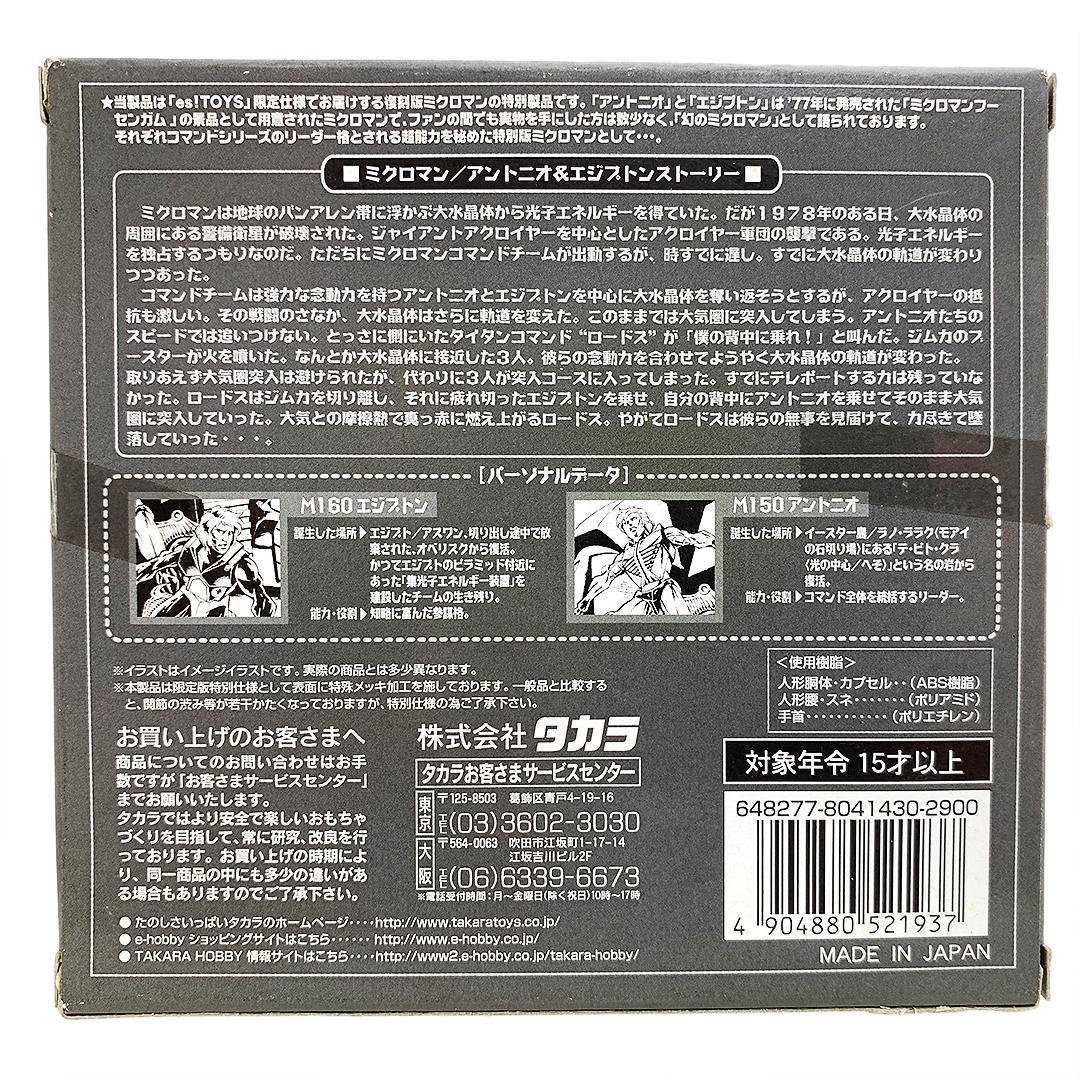 ★当製品は「es!TOYS」限定仕様でお届けする復刻版ミクロマンの特別製品です。「アントニオ」と「エジプトン」は'77年に発売された「ミクロマンフー
センガム」の景品として用意されたミクロマンで、ファンの間でも実物を手にした方は数少なく、「幻のミクロマン」として語られております。
それぞれコマンドシリーズのリーダー格とされる超能力を秘めた特別版ミクロマンとして・・・。
■ミクロマン/アントニオ&エジプトンストーリー■
ミクロマンは地球のバンアレン帯に浮かぶ大水晶体から光子エネルギーを得ていた。だが1978年のある日、大水晶体の
周囲にある警備衛星が破壊された。ジャイアントアクロイヤーを中心としたアクロイヤー軍団の襲撃である。光子エネルギー
を独占するつもりなのだ。ただちにミクロマンコマンドチームが出動するが、時すでに遅し。すでに大水晶体の軌道が変わり
つつあった。
コマンドチームは強力な念動力を持つアントニオとエジプトンを中心に大水晶体を奪い返そうとするが、アクロイヤーの抵
抗も激しい。その戦闘のさなか、大水晶体はさらに軌道を変えた。このままでは大気圏に突入してしまう。アントニオたちの
スピードでは追いつけない。とっさに側にいたタイタンコマンド“ロードス”が「僕の背中に乗れ!」と叫んだ。ジムカのブ
ースターが火を噴いた。なんとか大水晶体に接近した3人。彼らの念動力を合わせてようやく大水晶体の軌道が変わった。
取りあえず大気圏突入は避けられたが、代わりに3人が突入コースに入ってしまった。すでにテレポートする力は残っていな
かった。ロードスはジムカを切り離し、それに疲れ切ったエジプトンを乗せ、自分の背中にアントニオを乗せてそのまま大気
圏に突入していった。大気との摩擦熱で真っ赤に燃え上がるロードス。やがてロードスは彼らの無事を見届けて、力尽きて墜
落していった・・・。
[パーソナルデータ]
M160 エジプトン
誕生した場所▶エジプト/アスワン、切り出し途中で放
棄された、オベリスクから復活。
かつてエジプトのピラミッド付近に
あった「集光子エネルギー装置」を
建設したチームの生き残り。
能力・役割▶知略に富んだ参謀格。
M150 アントニオ
誕生した場所▶イースター島/ラノ・ララク(モアイ
の石切り場)にある「テ・ピト・クラ
〈光の中心/へそ〉」という名の岩から
復活。
能力・役割▶コマンド全体を統括するリーダー。
※イラストはイメージイラストです。実際の商品とは多少異なります。
※本製品は限定版特別仕様として表面に特殊メッキ加工を施しております。一般品と比較する
と、関節の渋み等が若干かたくなっておりますが、特別仕様の為ご了承下さい。
<使用樹脂>
人形胴体・カプセル・・(ABS樹脂)
人形腰・スネ・・・・・・・(ポリアミド)
手首・・・・・・・・・・・(ポリエチレン)
お買い上げのお客さまへ
商品についてのお問い合わせはお手
数ですが「お客さまサービスセンター」
までお願いいたします。
タカラではより安全で楽しいおもちゃ
づくりを目指して、常に研究、改良を行
っております。お買い上げの時期によ
り、同一商品の中にも多少の違いがあ
る場合もありますのでご了承下さい。
株式会社 タカラ
タカラお客さまサービスセンター
東京 〒125-8503 葛飾区青戸4-19-16
TEL(03)3602-3030
大阪 〒564-0063 吹田市江坂町1-17-14
江坂吉川ビル2F
TEL(06)6339-6673
※電話受付時間:月〜金曜日(除く祝日)10時〜17時
対象年令 15才以上
648277-8041430-2900
4 904880 521937
●たのしさいっぱいタカラのホームページ・・・・http://www.takaratoys.co.jp/
●e-hobby ショッピングサイトはこちら・・・・・・http://www.e-hobby.co.jp/
●TAKARA HOBBY 情報サイトはこちら・・・・http://www2.e-hobby.co.jp/takara-hobby/
MADE IN JAPAN